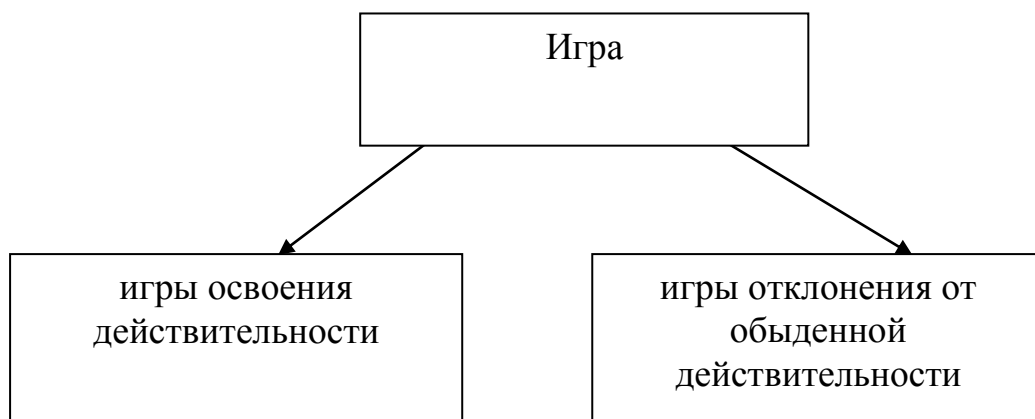 Игра
игры освоения
действительности
игры отклонения от
обыденной
действительности